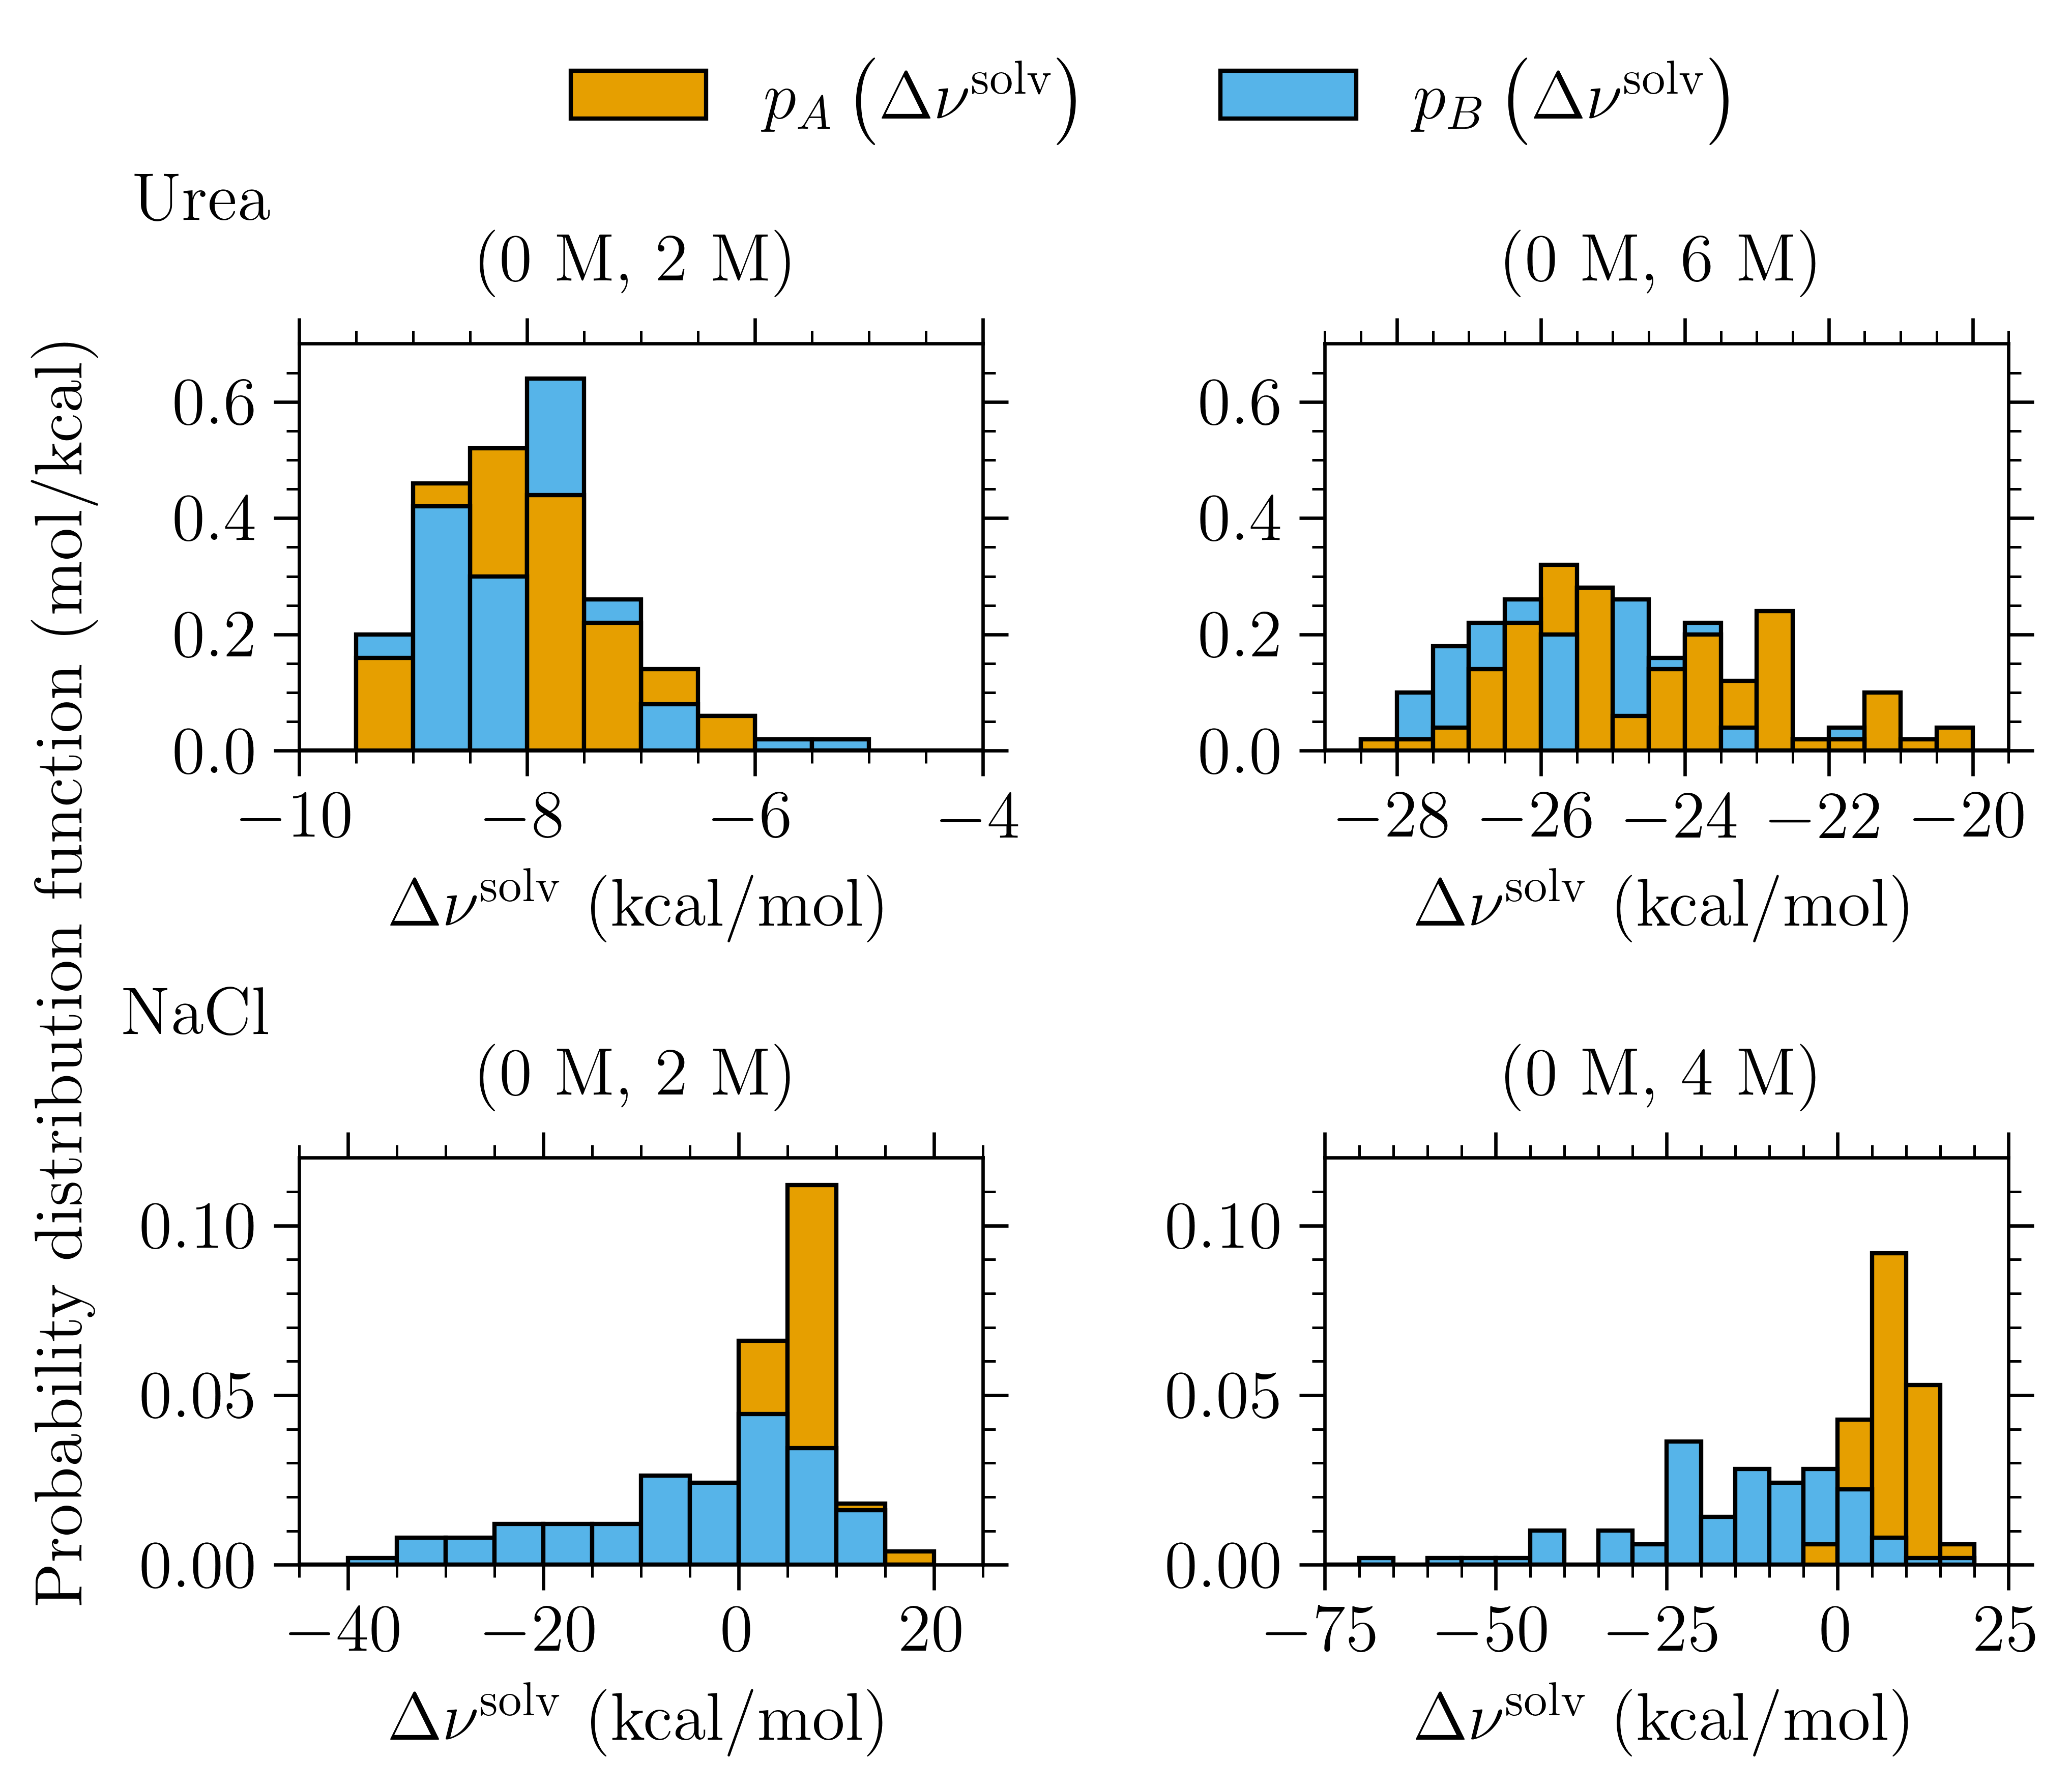 p_A (Δν^solv) p_B (Δν^solv)
Urea
(0 M, 2 M) (0 M, 6 M)
Probability distribution function (mol/kcal)
0.6
0.4
0.2
0.0
−10 −8 −6 −4
Δν^solv (kcal/mol)
0.6
0.4
0.2
0.0
−28 −26 −24 −22 −20
Δν^solv (kcal/mol)
NaCl
(0 M, 2 M) (0 M, 4 M)
0.10
0.05
0.00
−40 −20 0 20
Δν^solv (kcal/mol)
0.10
0.05
0.00
−75 −50 −25 0 25
Δν^solv (kcal/mol)